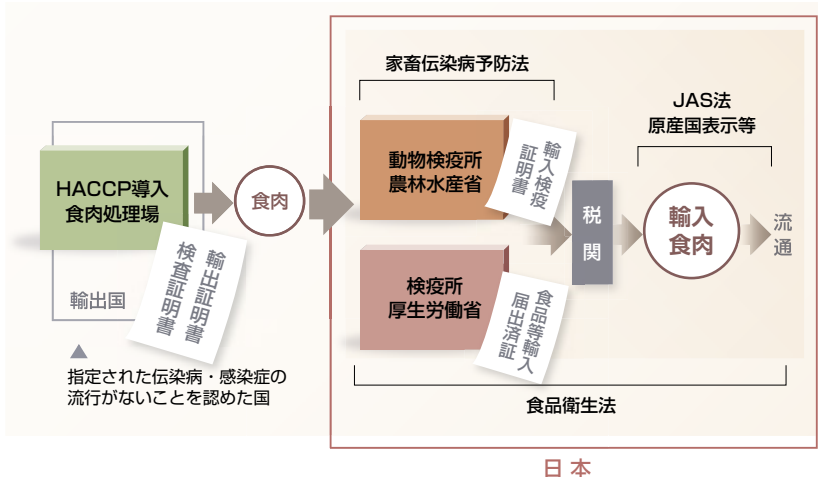 HACCP導入
食肉処理場
輸出証明書
検査証明書
輸出国
指定された伝染病・感染症の
流行がないことを認めた国
食肉
家畜伝染病予防法
動物検疫所
農林水産省
輸入検疫
証明書
検疫所
厚生労働省
食品等輸入
届出済証
税関
JAS法
原産国表示等
輸入
食肉
流通
食品衛生法
日本